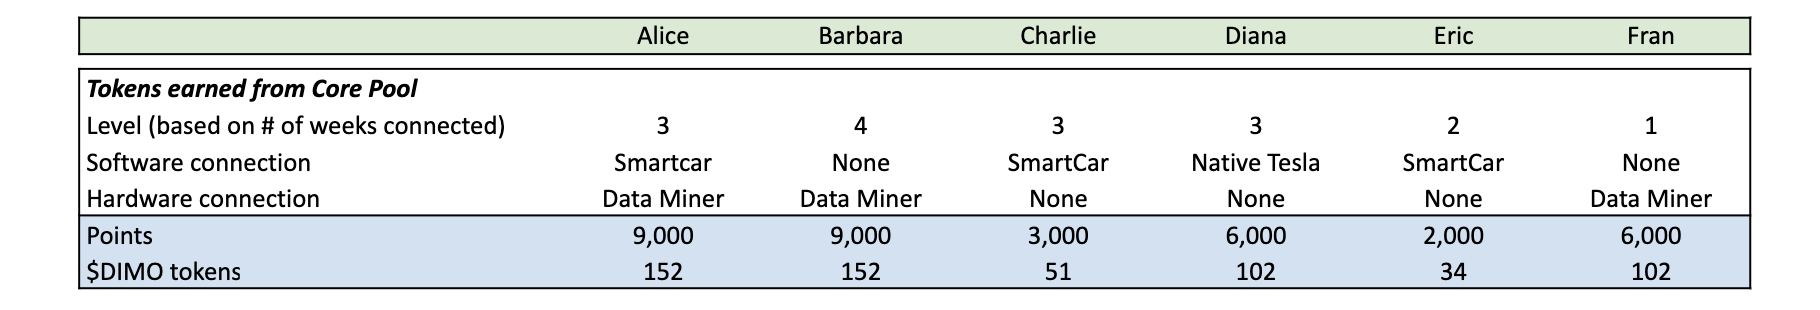 Alice Barbara Charlie Diana Eric Fran
Tokens earned from Core Pool
Level (based on # of weeks connected) 3 4 3 3 2 1
Software connection Smartcar None SmartCar Native Tesla SmartCar None
Hardware connection Data Miner Data Miner None None None Data Miner
Points 9,000 9,000 3,000 6,000 2,000 6,000
$DIMO tokens 152 152 51 102 34 102